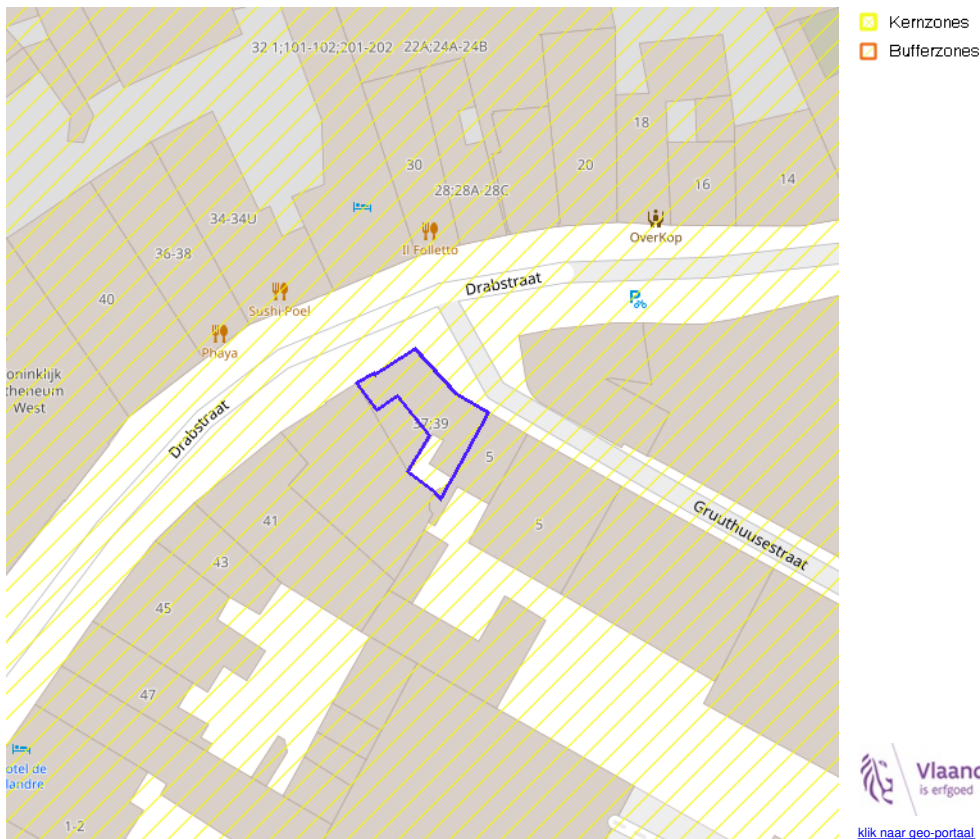 Kernzones
Bufferzones
32 1;101-102;201-202
22A;24A-24B
18
30
20
28;28A-28C
16
14
34-34U
36-38
Il Folletto
OverKop
40
Drabstraat
Sushi Poel
Phaya
oninklijk
theneum
West
Drabstraat
37;39
5
5
Gruuthuusestraat
41
43
45
47
otel de
landre
1-2
Vlaand
is erfgoed
klik naar geo-portaal